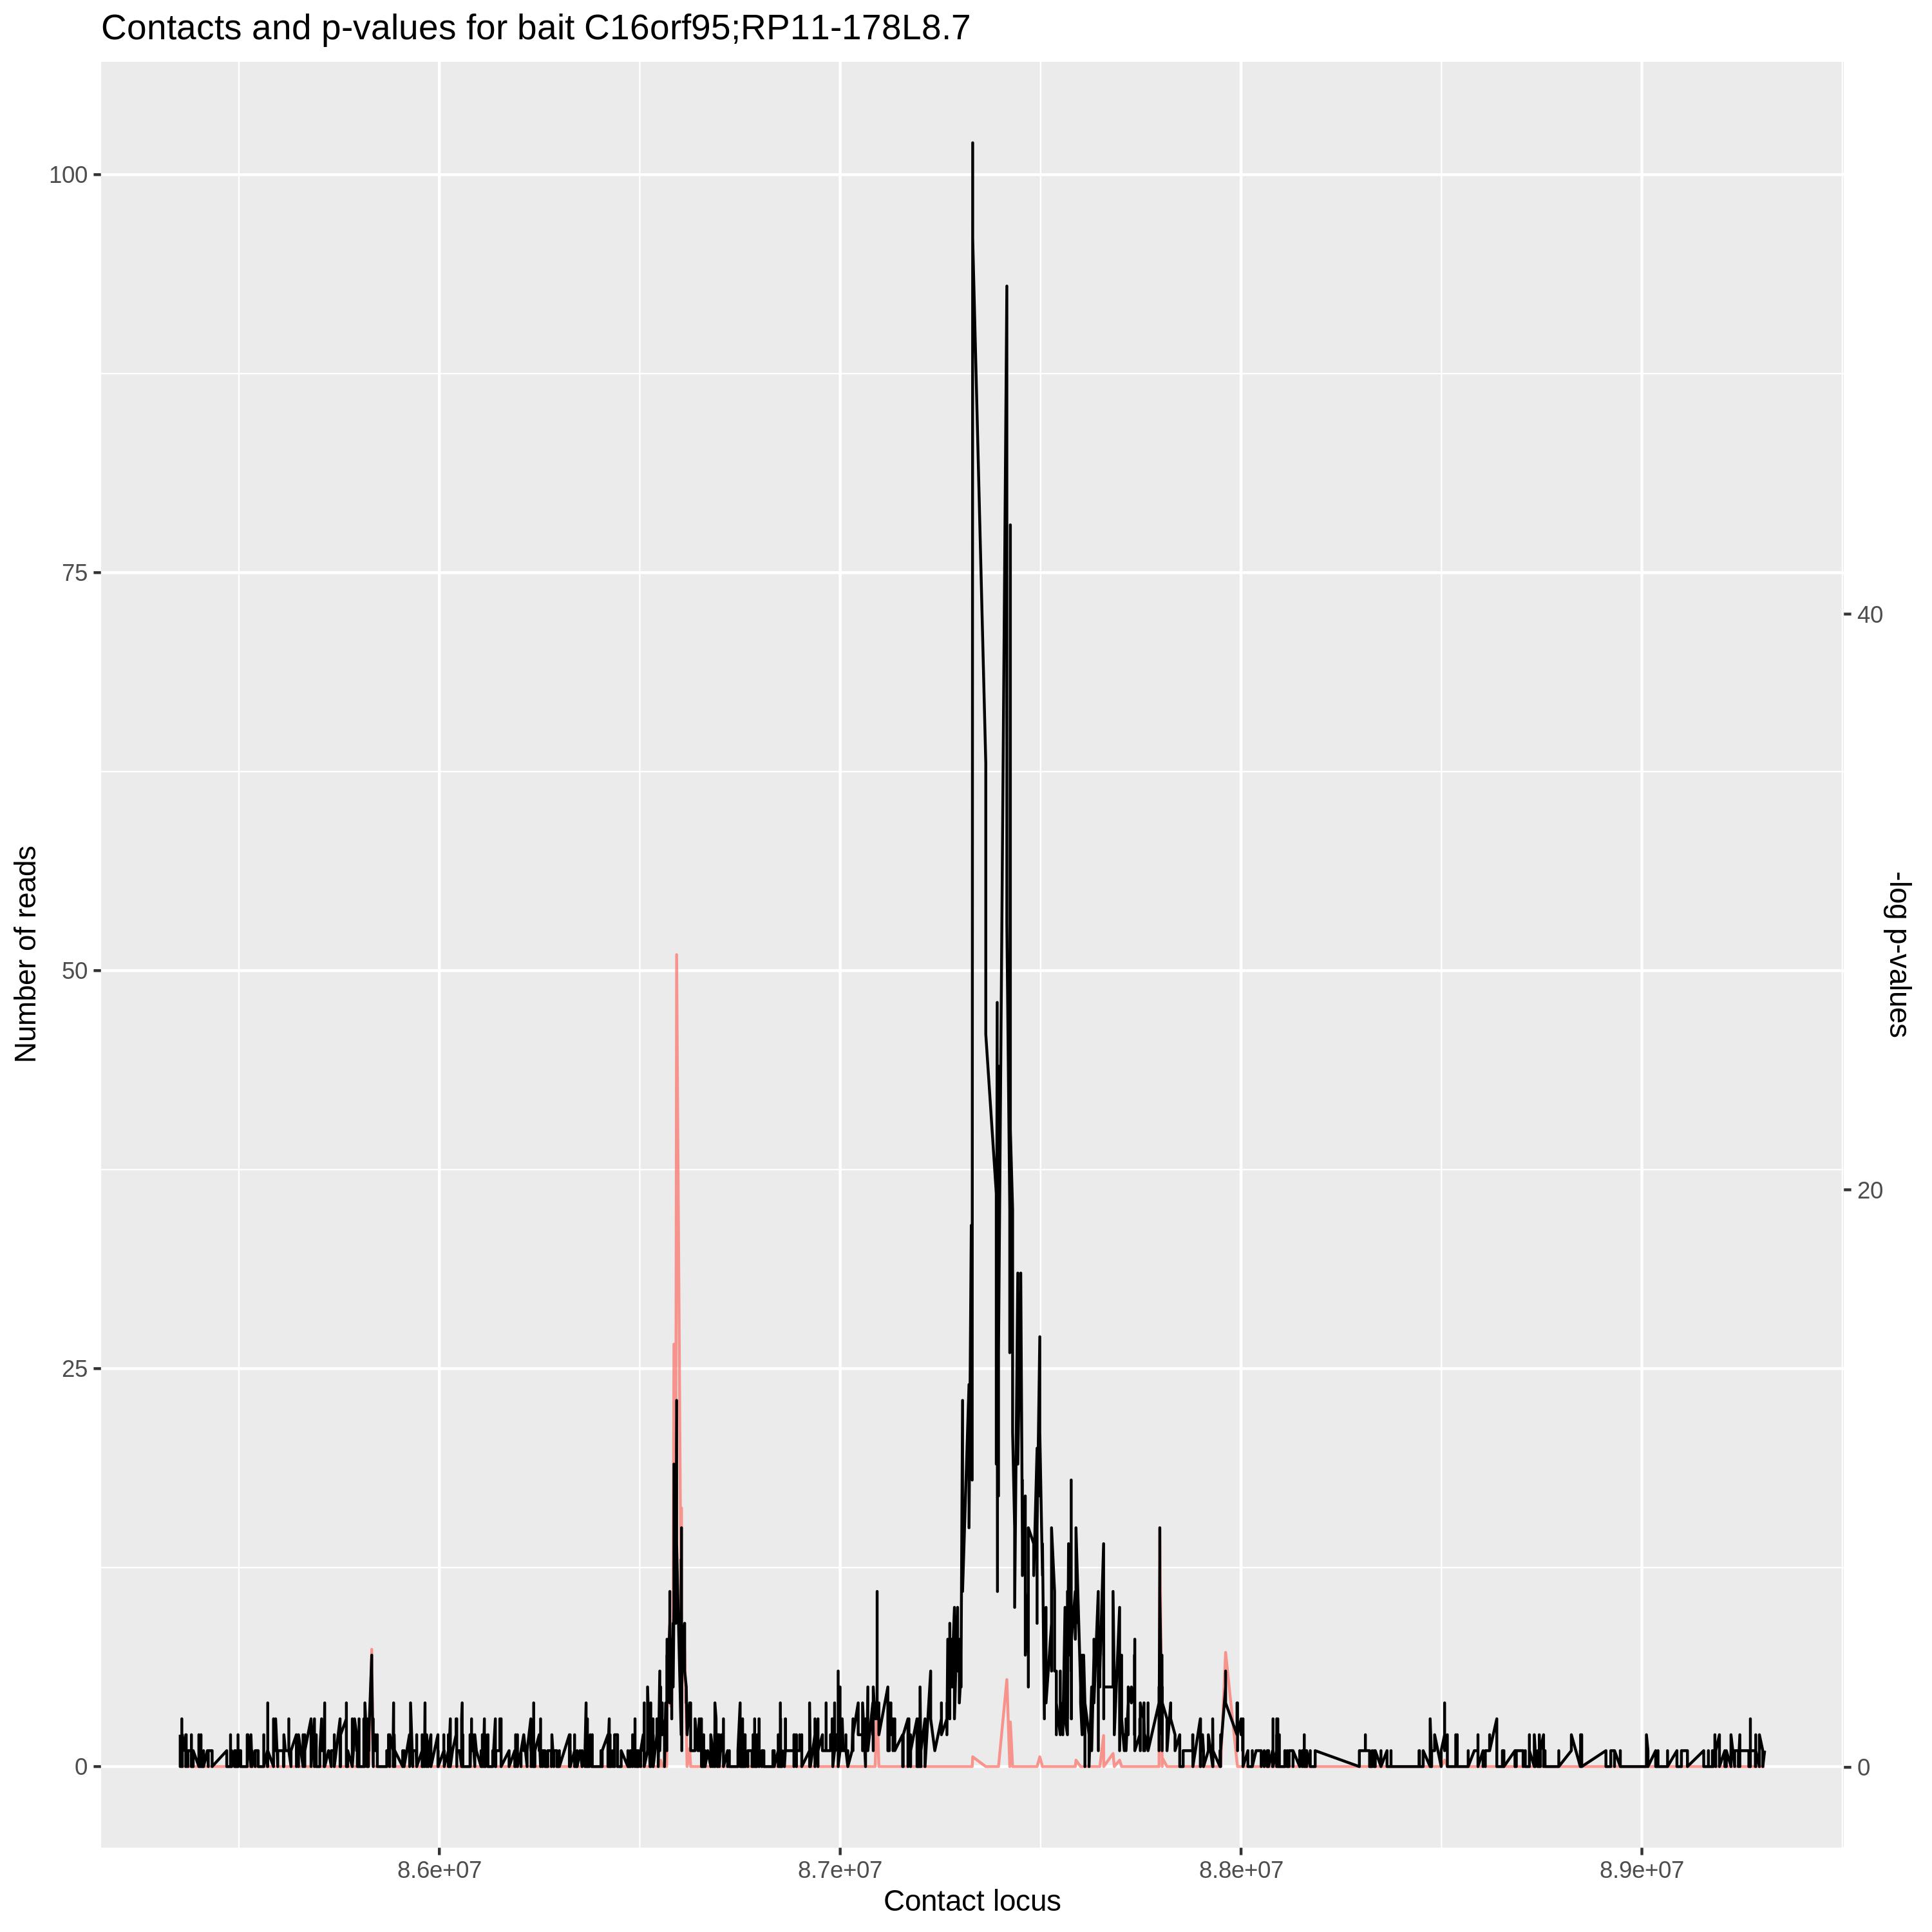 Contacts and p-values for bait C16orf95;RP11-178L8.7
100
75
50
25
0
Number of reads
40
20
0
-log p-values
8.6e+07
8.7e+07
8.8e+07
8.9e+07
Contact locus